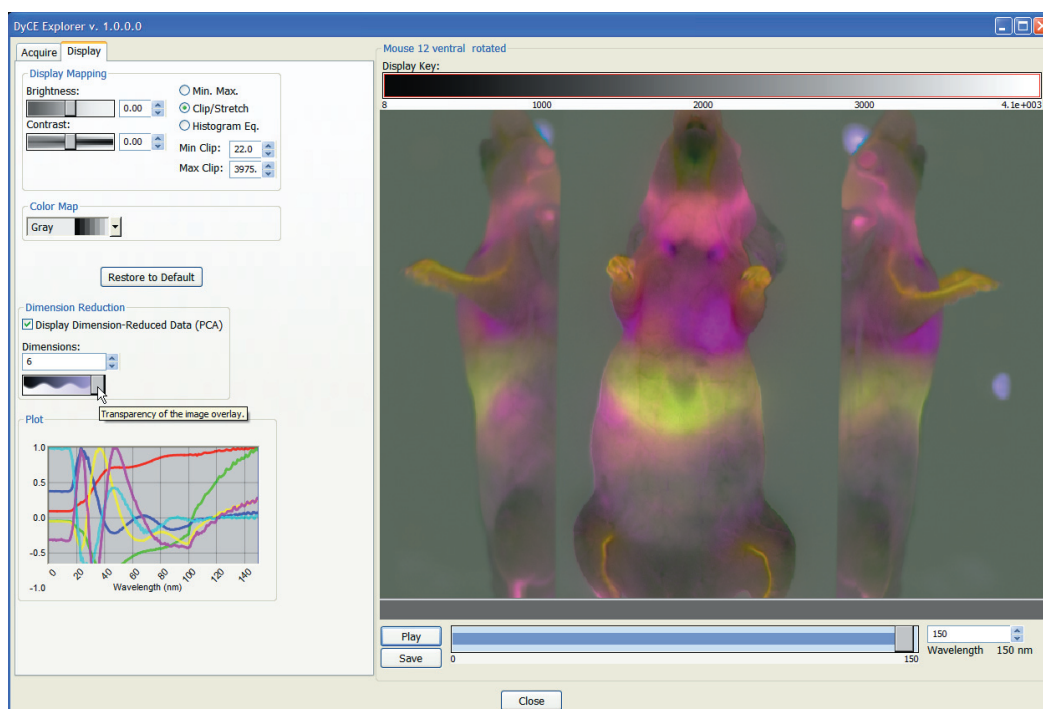 DyCE Explorer v. 1.0.0.0
Acquire Display
Display Mapping
Brightness:
0.00
Contrast:
0.00
Min. Max.
Clip/Stretch
Histogram Eq.
Min Clip: 22.0
Max Clip: 3975.
Color Map
Gray
Restore to Default
Dimension Reduction
Display Dimension-Reduced Data (PCA)
Dimensions:
6
Transparency of the image overlay.
Plot
1.0
0.5
0.0
-0.5
-1.0
0 20 40 60 80 100 120 140
Wavelength (nm)
Mouse 12 ventral rotated
Display Key:
8 1000 2000 3000 4.1e+003
Play
Save
0 150
150
Wavelength 150 nm
Close